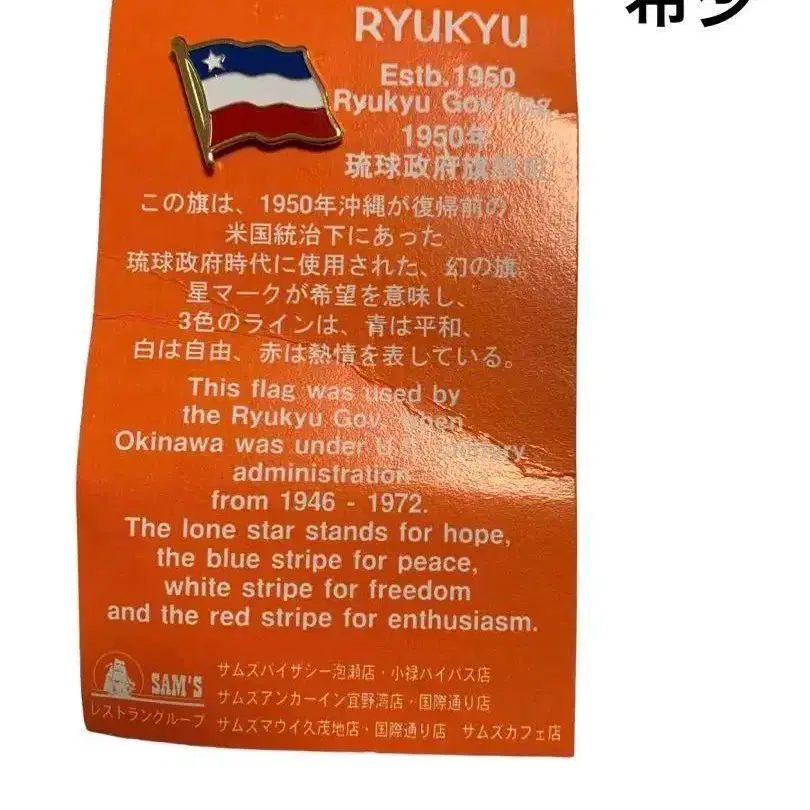 RYUKYU
Estb.1950
Ryukyu Gov. flag
1950年
琉球政府旗
この旗は、1950年沖縄が復帰前の
米国統治下にあった
琉球政府時代に使用された、幻の旗。
星マークが希望を意味し、
3色のラインは、青は平和、
白は自由、赤は熱情を表している。
This flag was used by
the Ryukyu Gov. when
Okinawa was under U.S. military
administration
from 1946 - 1972.
The lone star stands for hope,
the blue stripe for peace,
white stripe for freedom
and the red stripe for enthusiasm.
SAM'S
レストラングループ
サムズバイザシー泡瀬店・小禄バイパス店
サムズアンカーイン宜野湾店・国際通り店
サムズマウイ久茂地店・国際通り店 サムズカフェ店